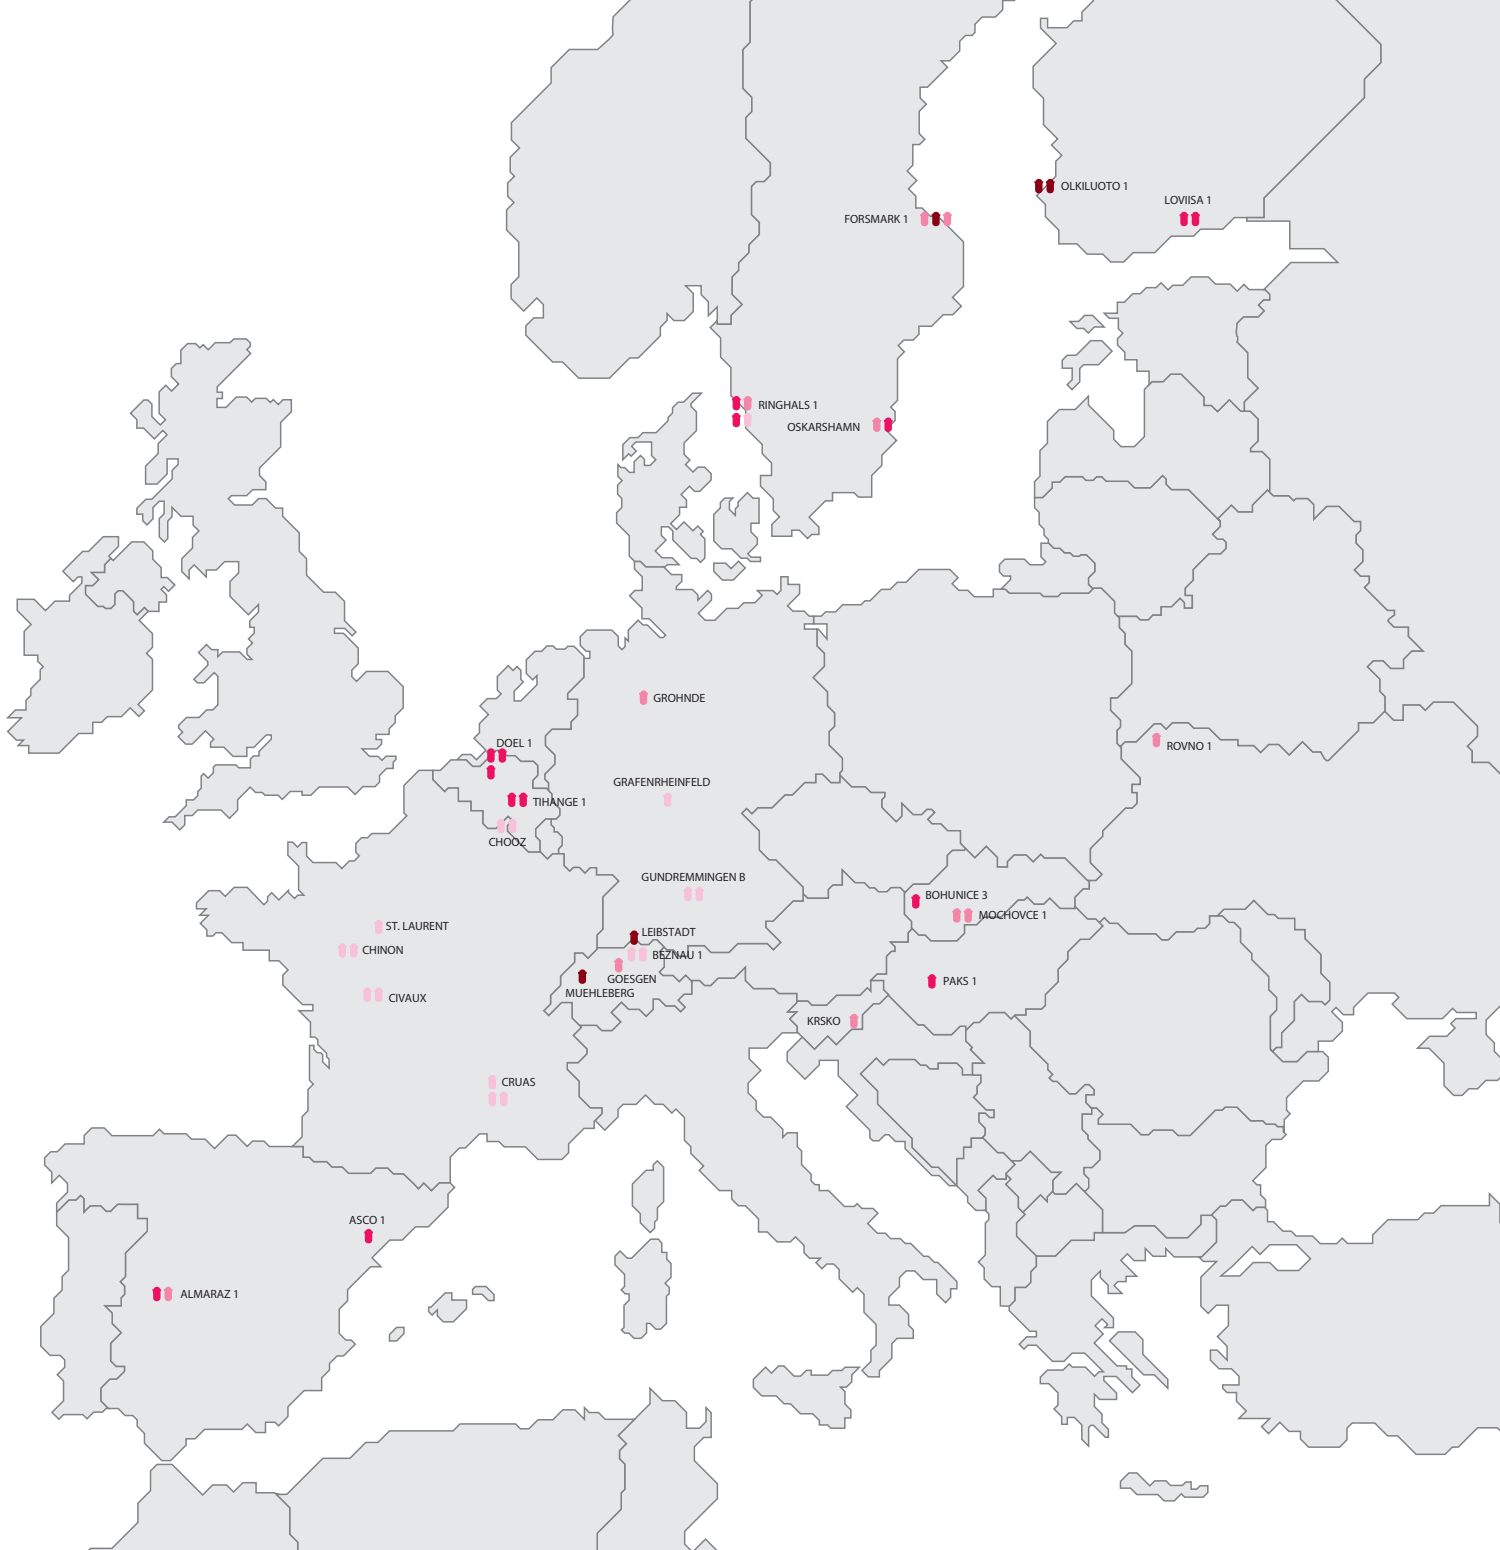 OLKILUOTO 1
LOVIISA 1
FORSMARK 1
RINGHALS 1
OSKARSHAMN
GROHNDE
DOEL 1
ROVNO 1
GRAFENRHEINFELD
TIHANGE 1
CHOOZ
GUNDREMMINGEN B
BOHUNICE 3
MOCHOVCE 1
ST. LAURENT
LEIBSTADT
CHINON
BEZNAU 1
GOESGEN
PAKS 1
MUEHLEBERG
CIVAUX
KRSKO
CRUAS
ASCO 1
ALMARAZ 1